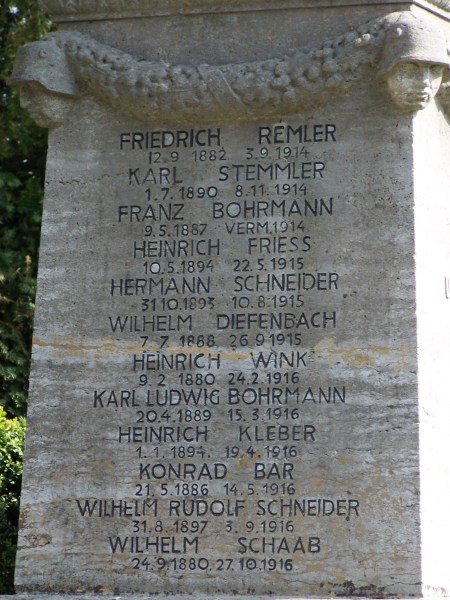 FRIEDRICH REMLER
12.9.1882 3.9.1914
KARL STEMMLER
1.7.1890 8.11.1914
FRANZ BOHRMANN
9.5.1887 VERM.1914
HEINRICH FRIESS
10.5.1894 22.5.1915
HERMANN SCHNEIDER
31.10.1893 10.8.1915
WILHELM DIEFENBACH
7.7.1888 26.9.1915
HEINRICH WINK
9.2.1880 24.2.1916
KARL LUDWIG BOHRMANN
20.4.1889 15.3.1916
HEINRICH KLEBER
1.1.1894. 19.4.1916
KONRAD BÄR
21.5.1886 14.5.1916
WILHELM RUDOLF SCHNEIDER
31.8.1897 3.9.1916
WILHELM SCHAAB
24.9.1880. 27.10.1916